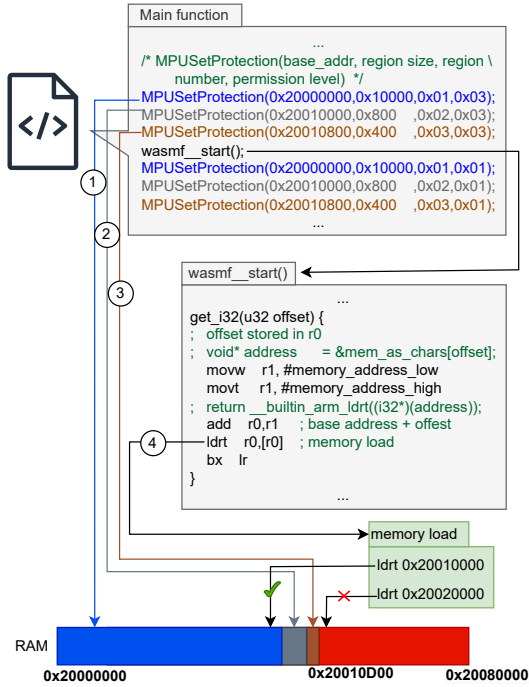 Main function
...
/* MPUSetProtection(base_addr, region size, region \
number, permission level) */
MPUSetProtection(0x20000000,0x10000,0x01,0x03);
MPUSetProtection(0x20010000,0x800 ,0x02,0x03);
MPUSetProtection(0x20010800,0x400 ,0x03,0x03);
wasmf__start();
MPUSetProtection(0x20000000,0x10000,0x01,0x01);
MPUSetProtection(0x20010000,0x800 ,0x02,0x01);
MPUSetProtection(0x20010800,0x400 ,0x03,0x01);
...
</>
1
2
3
wasmf__start()
...
get_i32(u32 offset) {
; offset stored in r0
; void* address = &mem_as_chars[offset];
movw r1, #memory_address_low
movt r1, #memory_address_high
; return __builtin_arm_ldrt((i32*)(address));
add r0,r1 ; base address + offest
4
ldrt r0,[r0] ; memory load
bx lr
}
...
memory load
ldrt 0x20010000
ldrt 0x20020000
RAM
0x20000000
0x20010D00
0x20080000